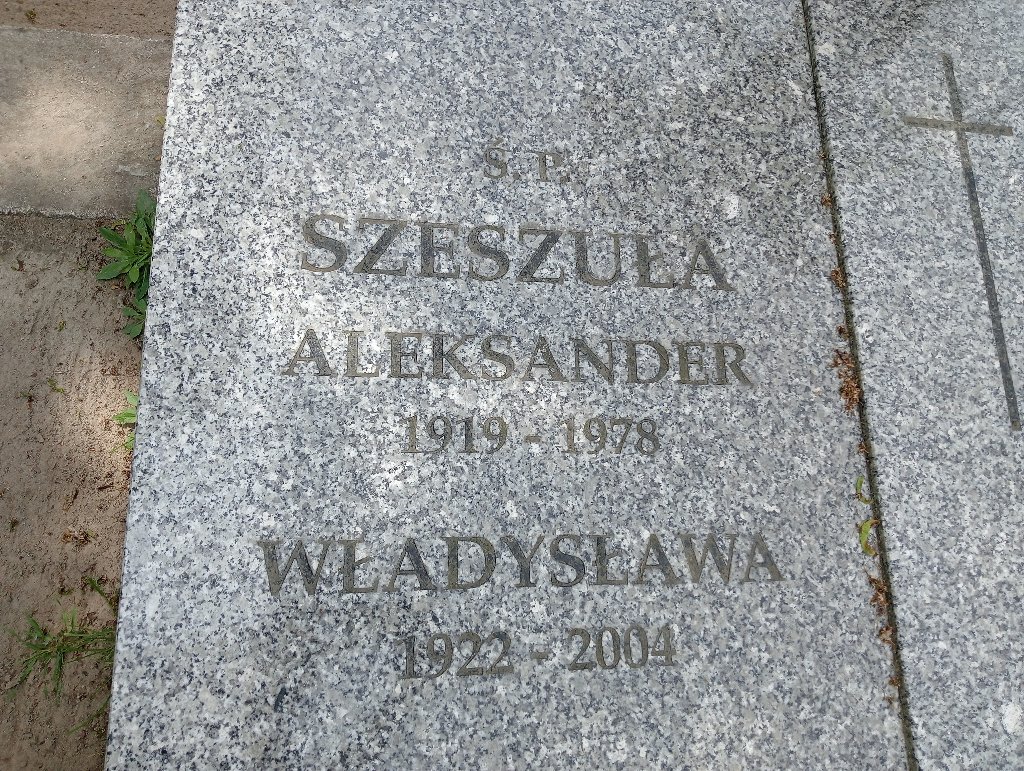 Ś. P.
SZESZUŁA
ALEKSANDER
1919 - 1978
WŁADYSŁAWA
1922 - 2004